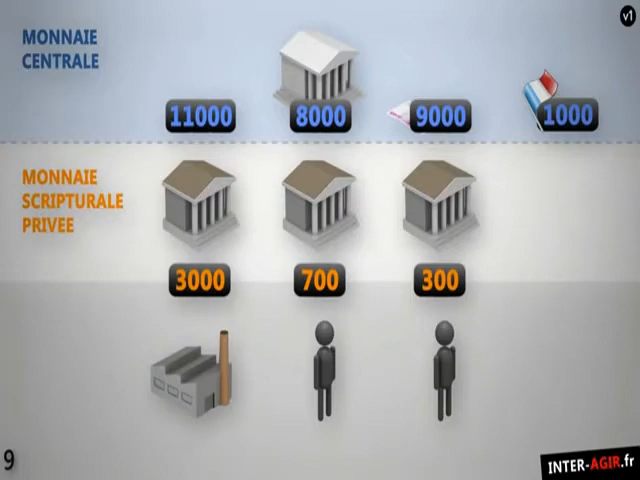 v1
MONNAIE
CENTRALE
11000
8000
9000
1000
MONNAIE
SCRIPTURALE
PRIVEE
3000
700
300
9
INTER-AGIR.fr